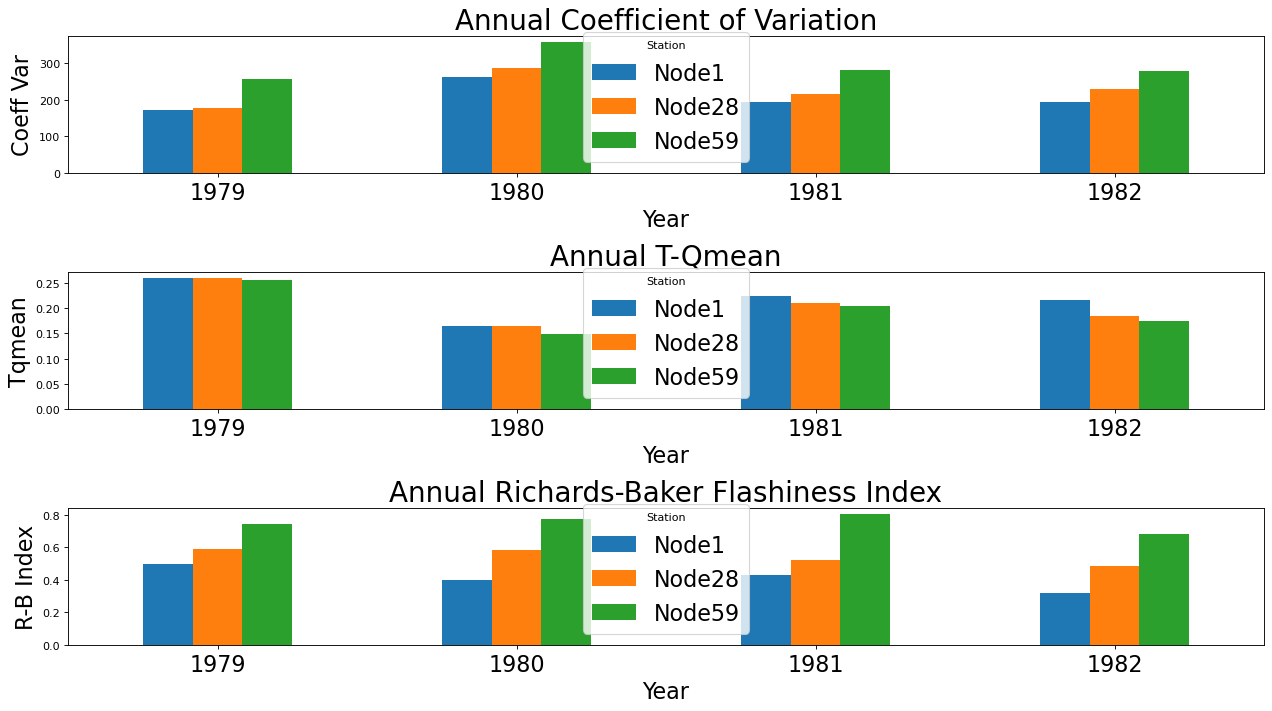 Annual Coefficient of Variation
Coeff Var
300
200
100
0
Station
Node1
Node28
Node59
1979 1980 1981 1982
Year
Annual T-Qmean
Tqmean
0.25
0.20
0.15
0.10
0.05
0.00
Station
Node1
Node28
Node59
1979 1980 1981 1982
Year
Annual Richards-Baker Flashiness Index
R-B Index
0.8
0.6
0.4
0.2
0.0
Station
Node1
Node28
Node59
1979 1980 1981 1982
Year